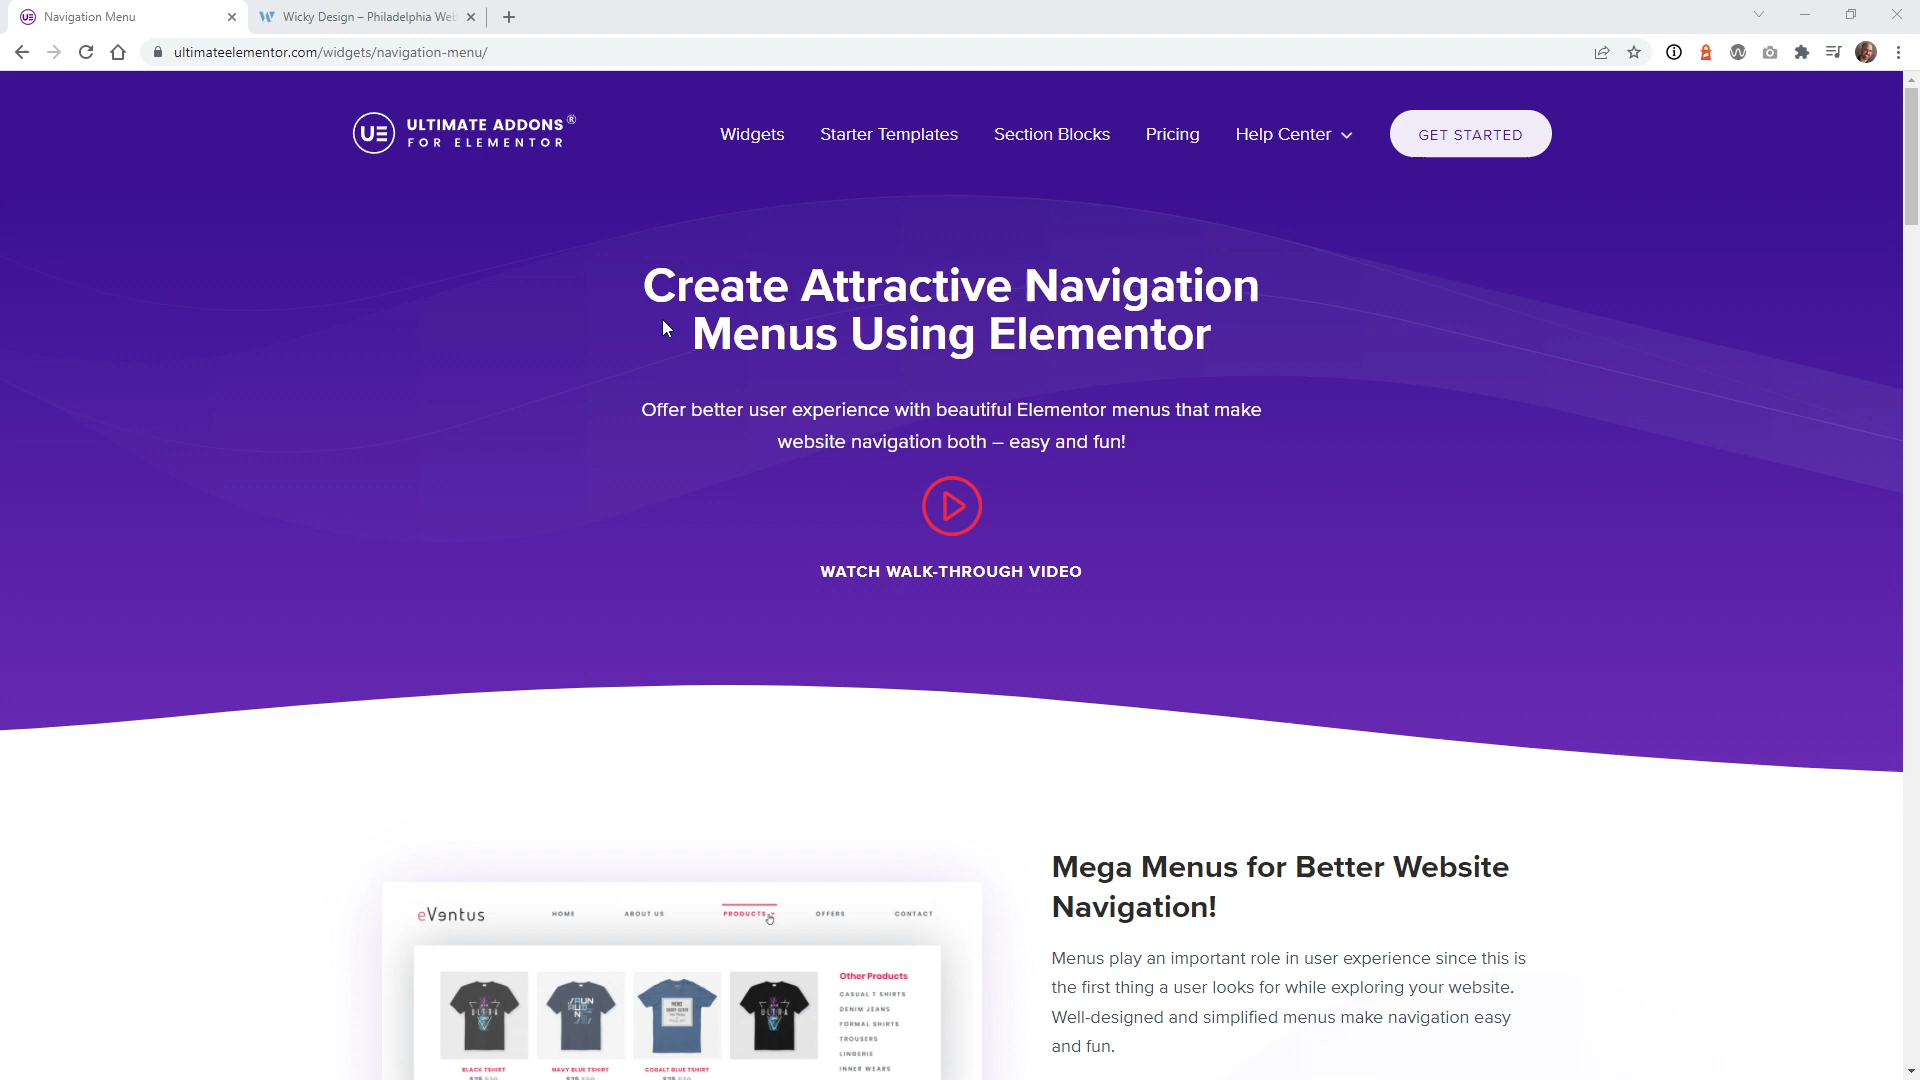 Navigation Menu
Wicky Design – Philadelphia Web
ultimateelementor.com/widgets/navigation-menu/
UE ULTIMATE ADDONS ®
FOR ELEMENTOR
Widgets
Starter Templates
Section Blocks
Pricing
Help Center
GET STARTED
Create Attractive Navigation
Menus Using Elementor
Offer better user experience with beautiful Elementor menus that make
website navigation both – easy and fun!
WATCH WALK-THROUGH VIDEO
eVentus
HOME
ABOUT US
PRODUCTS
OFFERS
CONTACT
BLACK TSHIRT
NAVY BLUE TSHIRT
COBALT BLUE TSHIRT
Other Products
CASUAL T SHIRTS
DENIM JEANS
FORMAL SHIRTS
TROUSERS
LINGERIE
INNER WEARS
Mega Menus for Better Website
Navigation!
Menus play an important role in user experience since this is
the first thing a user looks for while exploring your website.
Well-designed and simplified menus make navigation easy
and fun.